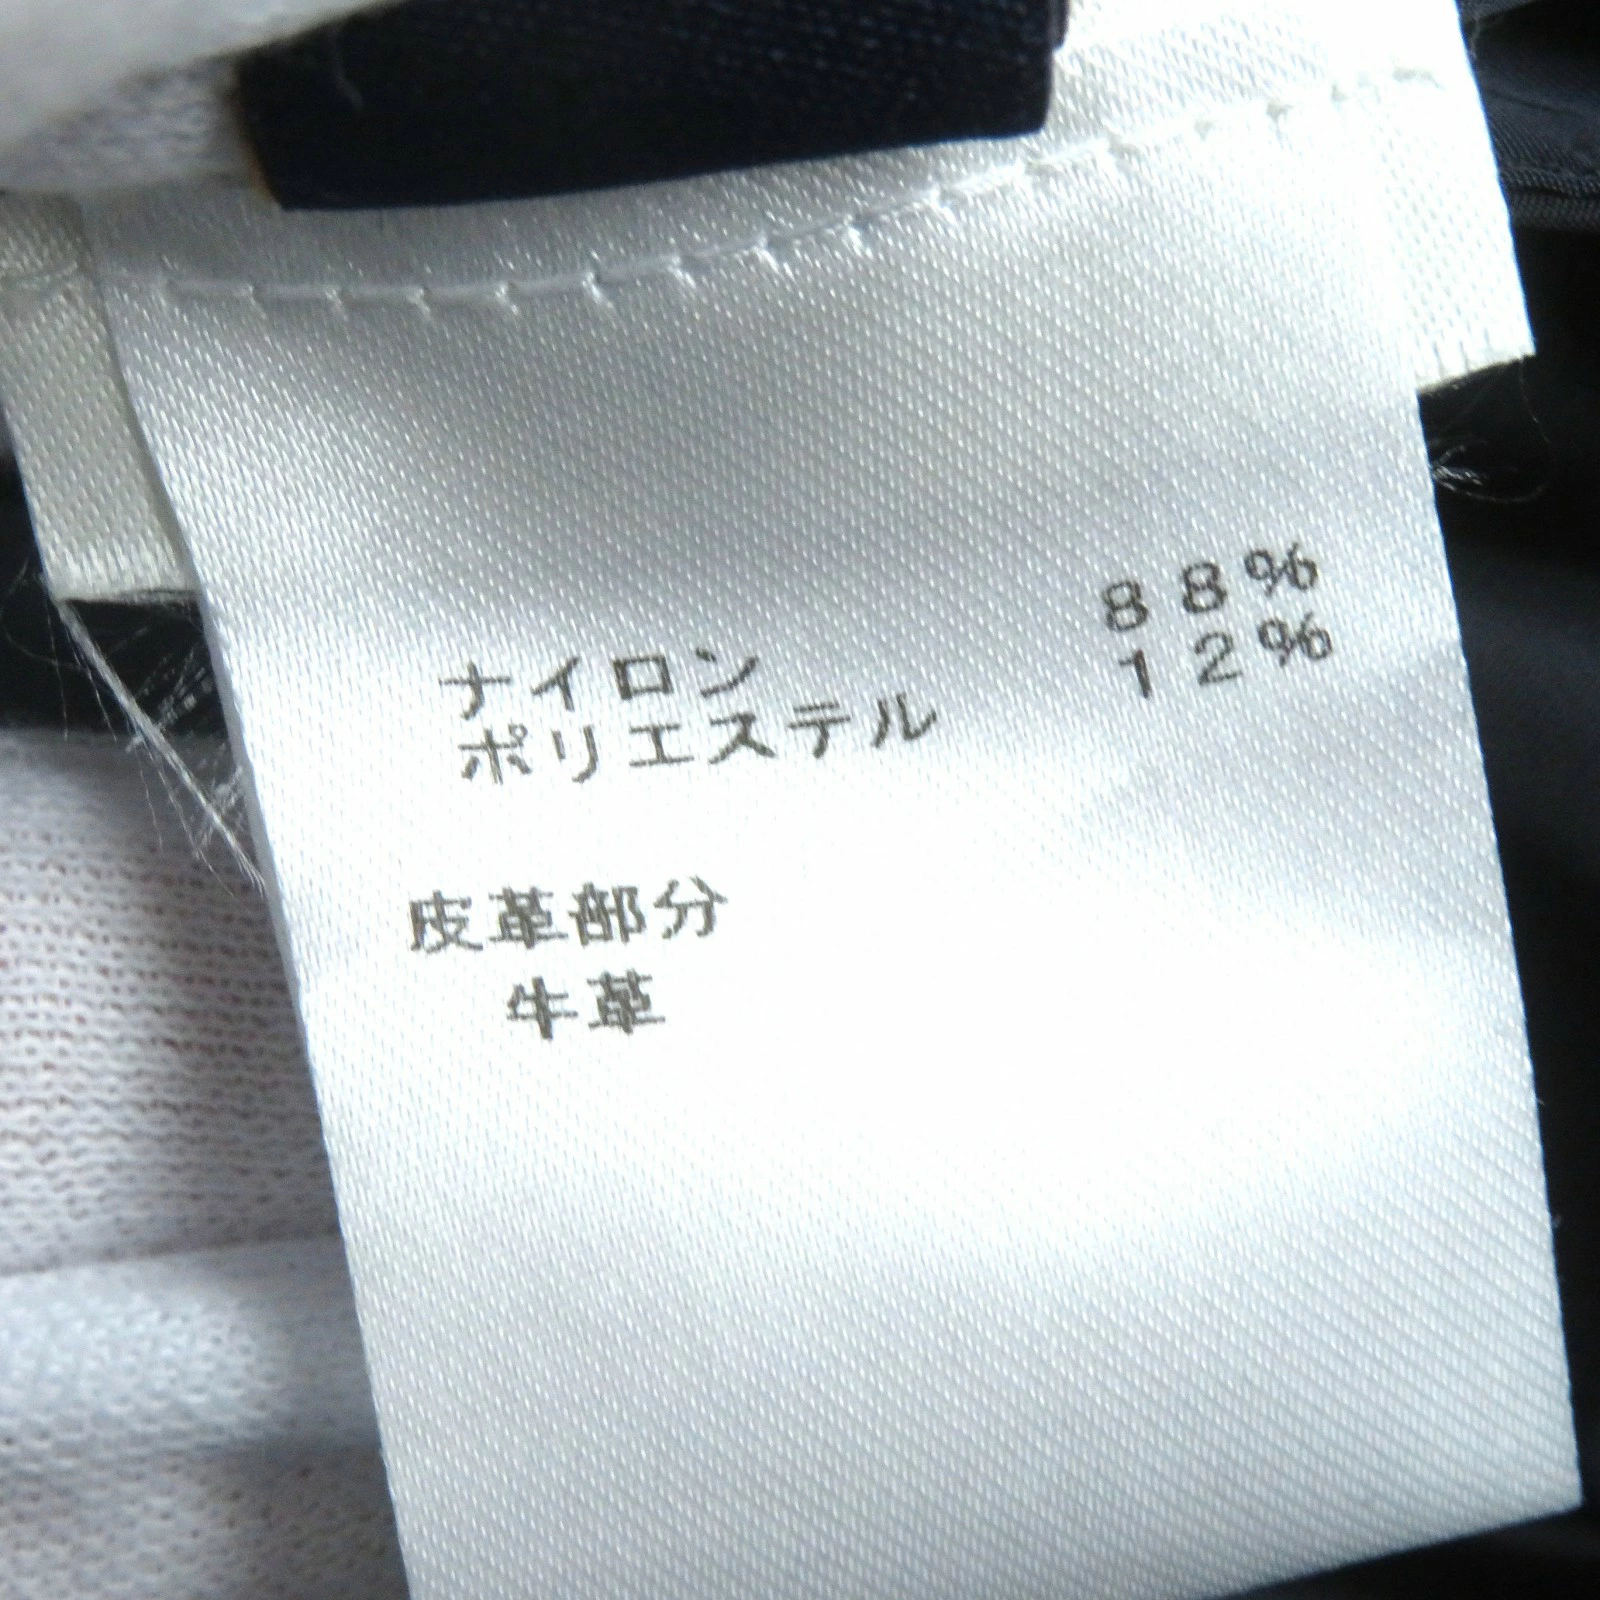 ナイロン 88%
ポリエステル 12%
皮革部分
牛革